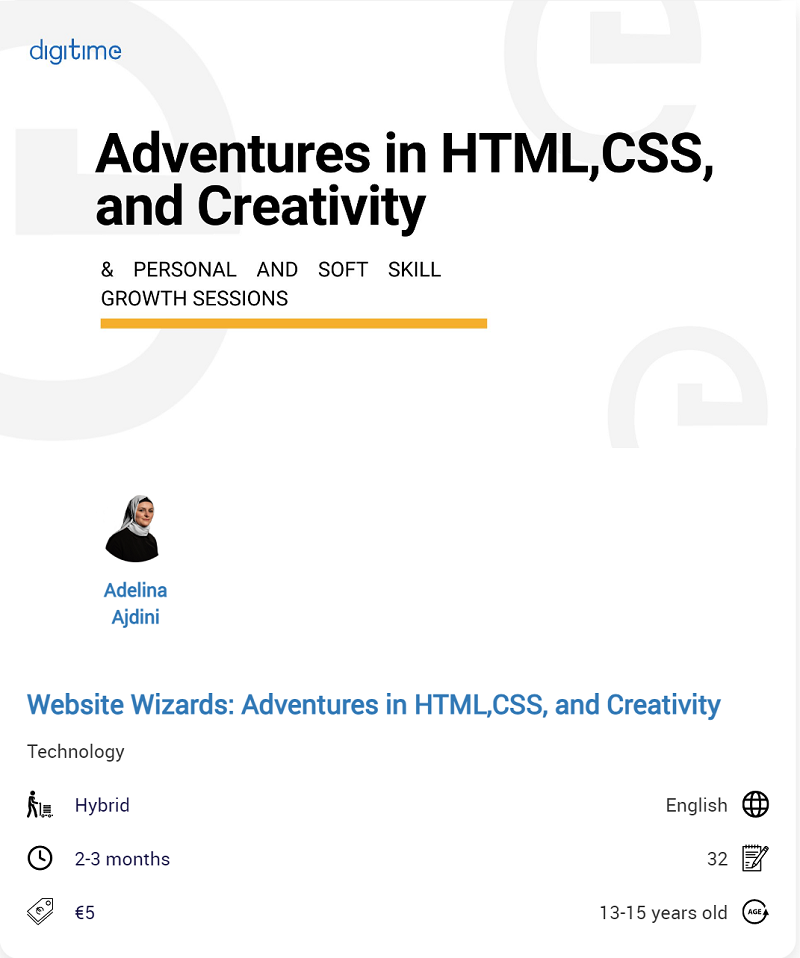 digitime
Adventures in HTML,CSS,
and Creativity
& PERSONAL AND SOFT SKILL
GROWTH SESSIONS
Adelina
Ajdini
Website Wizards: Adventures in HTML,CSS, and Creativity
Technology
Hybrid
English
2-3 months
32
€5
13-15 years old
AGE